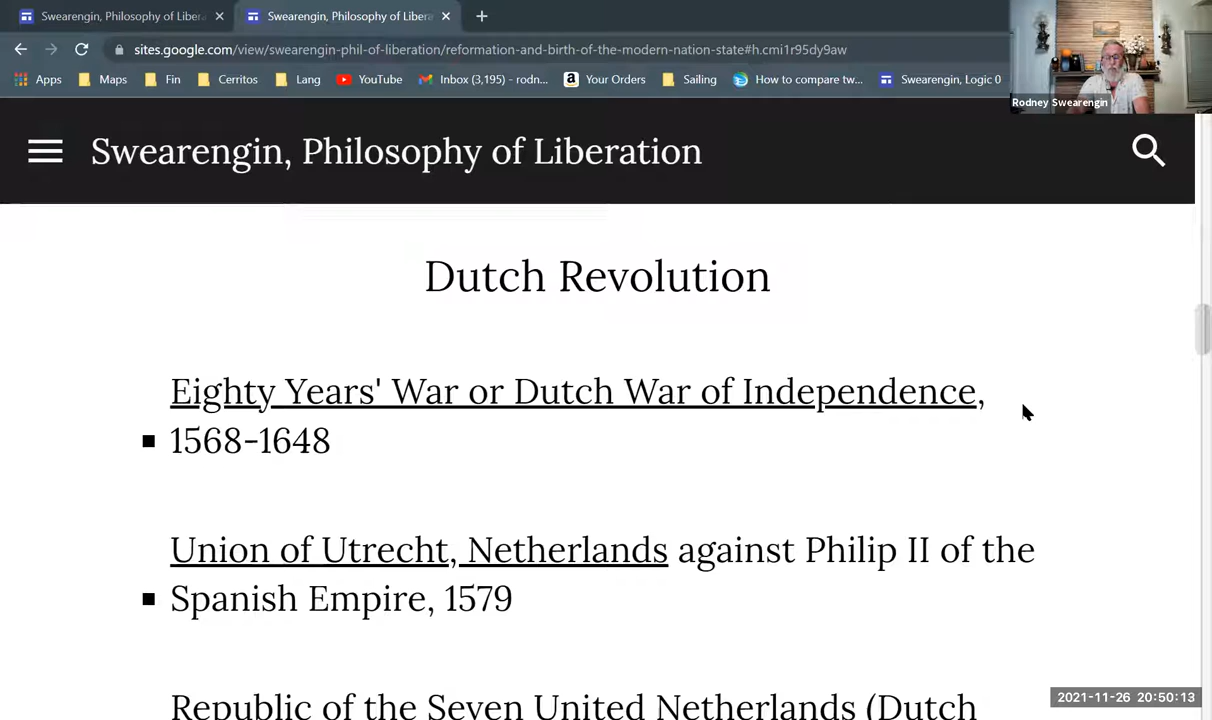 Swearengin, Philosophy of Liber
Swearengin, Philosophy of Libera
sites.google.com/view/swearengin-phil-of-liberation/reformation-and-birth-of-the-modern-nation-state#h.cmi1r95dy9aw
Apps Maps Fin Cerritos Lang YouTube Inbox (3,195) - rodn... Your Orders Sailing How to compare tw... Swearengin, Logic 0
Rodney Swearengin
Swearengin, Philosophy of Liberation
Dutch Revolution
Eighty Years' War or Dutch War of Independence,
1568-1648
Union of Utrecht, Netherlands against Philip II of the
Spanish Empire, 1579
Republic of the Seven United Netherlands (Dutch
2021-11-26 20:50:13